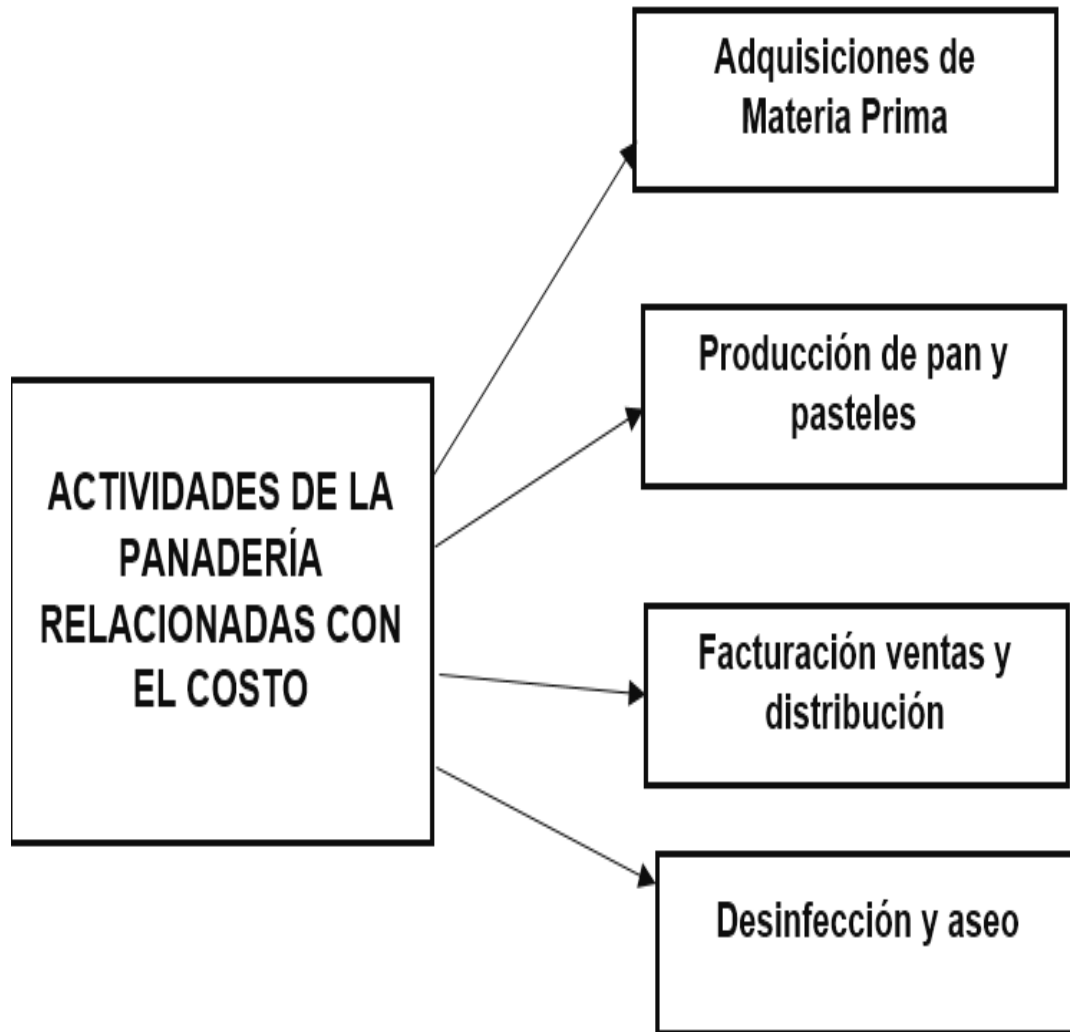 Adquisiciones de
Materia Prima
Producción de pan y
pasteles
ACTIVIDADES DE LA
PANADERÍA
RELACIONADAS CON
EL COSTO
Facturación ventas y
distribución
Desinfección y aseo